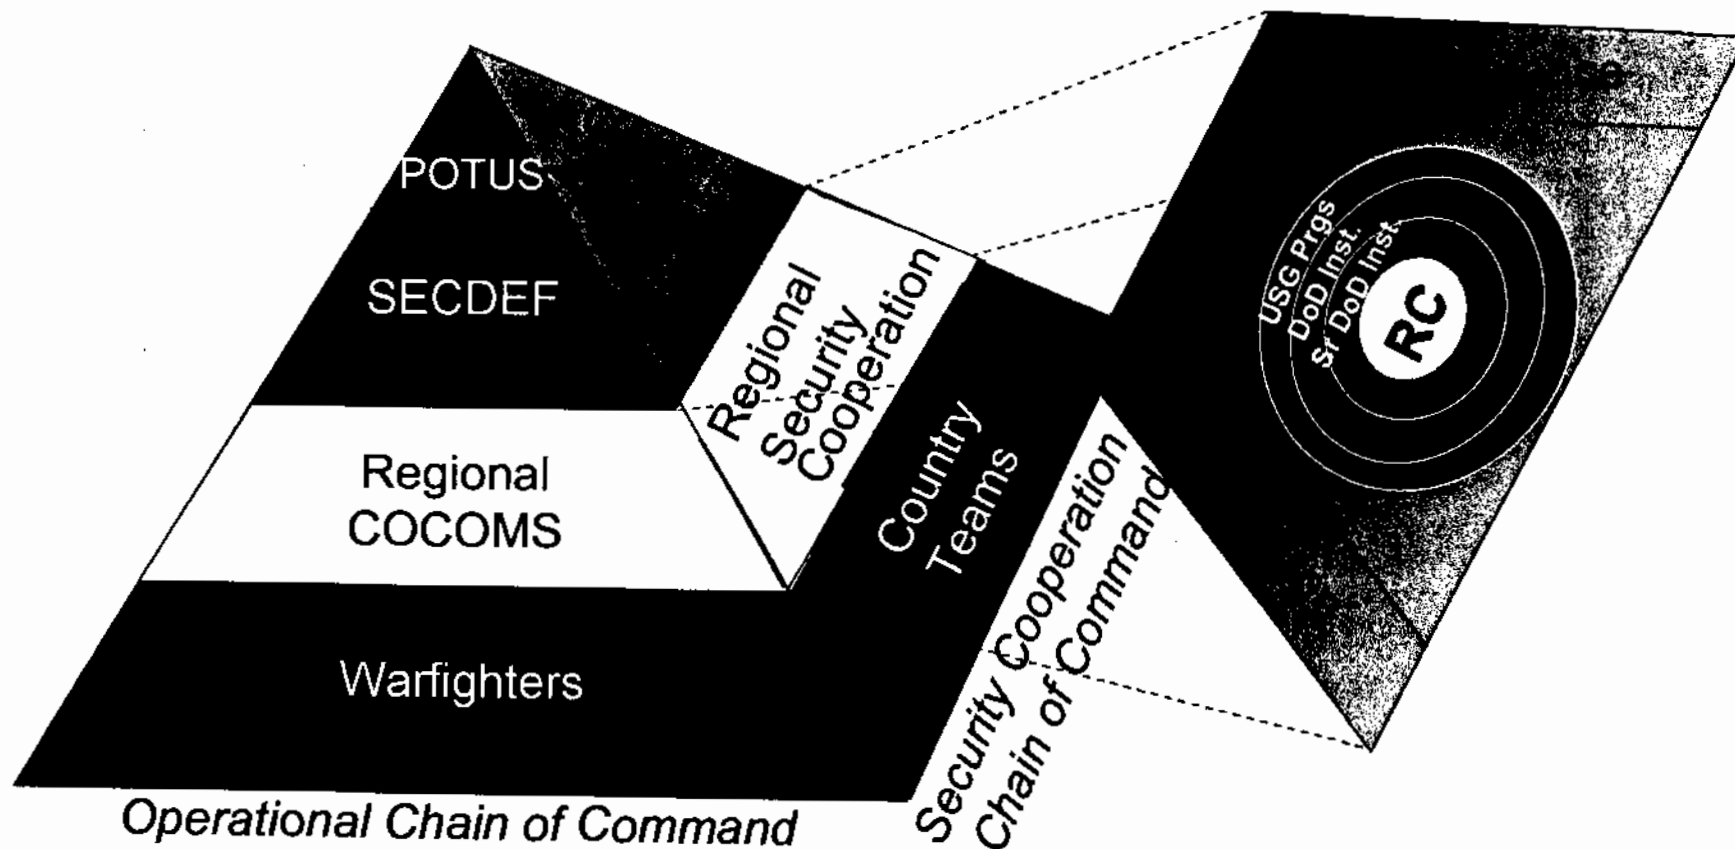 POTUS
SECDEF
Regional
COCOMS
Warfighters
Operational Chain of Command
Regional
Security
Cooperation
Country
Teams
Security Cooperation
Chain of Command
USG Prgs
DoD Inst.
Sr DoD Inst.
RC